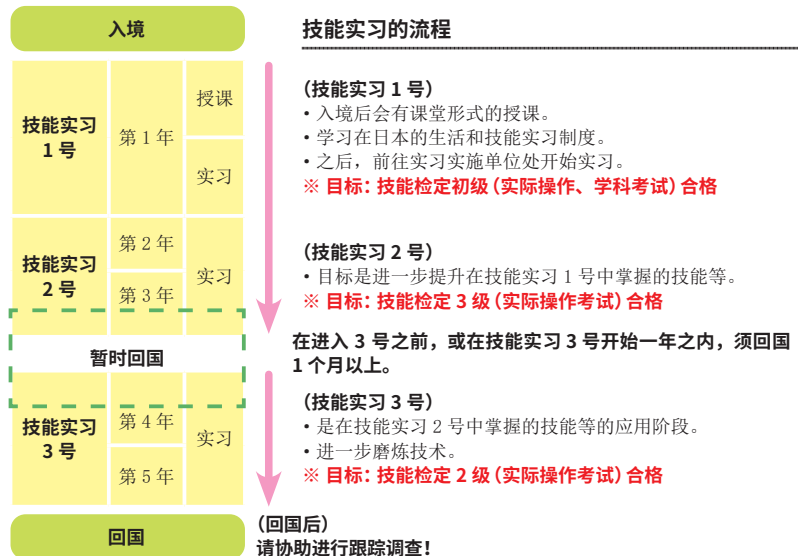 入境
技能实习的流程
技能实习
1 号
第 1 年
授课
实习
（技能实习 1 号）
・入境后会有课堂形式的授课。
・学习在日本的生活和技能实习制度。
・之后，前往实习实施单位处开始实习。
※ 目标：技能检定初级（实际操作、学科考试）合格
技能实习
2 号
第 2 年
第 3 年
实习
（技能实习 2 号）
・目标是进一步提升在技能实习 1 号中掌握的技能等。
※ 目标：技能检定 3 级（实际操作考试）合格
暂时回国
在进入 3 号之前，或在技能实习 3 号开始一年之内，须回国
1 个月以上。
技能实习
3 号
第 4 年
第 5 年
实习
（技能实习 3 号）
・是在技能实习 2 号中掌握的技能等的应用阶段。
・进一步磨炼技术。
※ 目标：技能检定 2 级（实际操作考试）合格
回国
（回国后）
请协助进行跟踪调查！